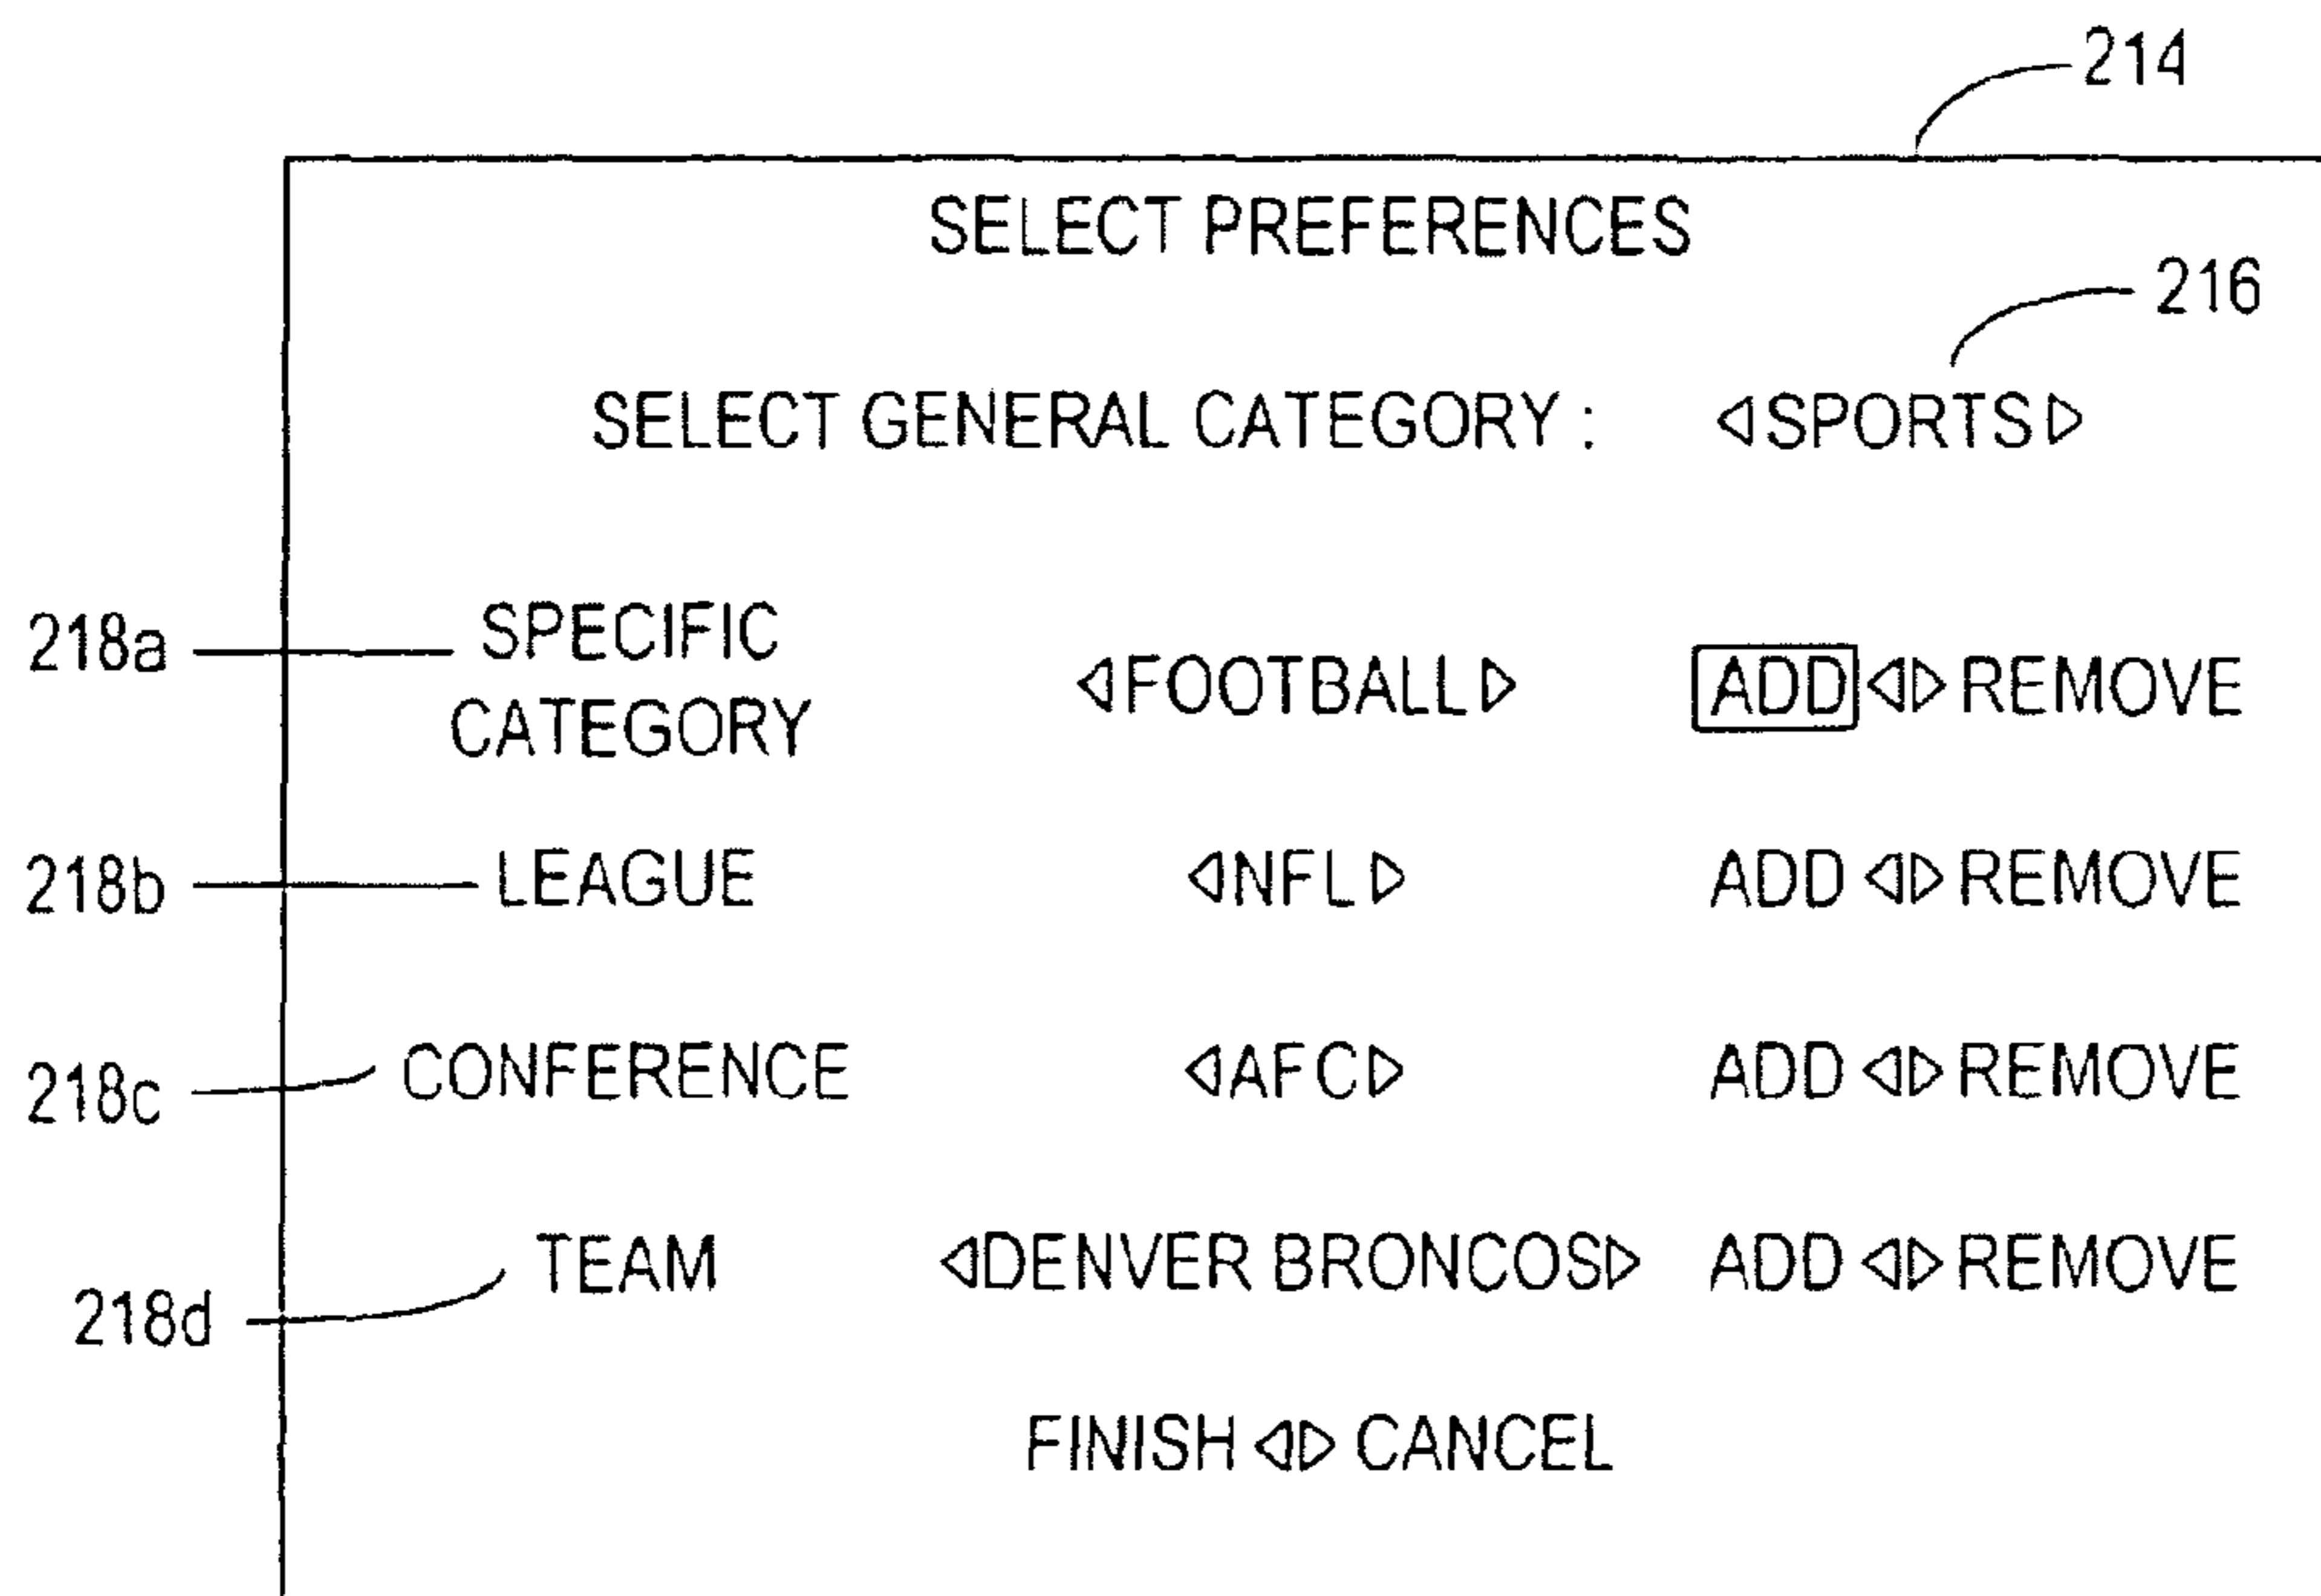 214
SELECT PREFERENCES
216
SELECT GENERAL CATEGORY : ◁SPORTS▷
218a SPECIFIC CATEGORY ◁FOOTBALL▷ ADD◁▷REMOVE
218b LEAGUE ◁NFL▷ ADD◁▷REMOVE
218c CONFERENCE ◁AFC▷ ADD◁▷REMOVE
218d TEAM ◁DENVER BRONCOS▷ ADD◁▷REMOVE
FINISH◁▷CANCEL